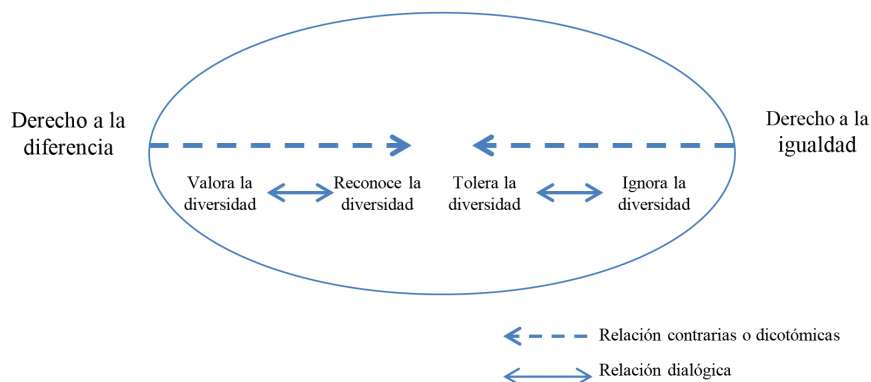 Derecho a la
diferencia
Derecho a la
igualdad
Valora la
diversidad
Reconoce la
diversidad
Tolera la
diversidad
Ignora la
diversidad
Relación contrarias o dicotómicas
Relación dialógica